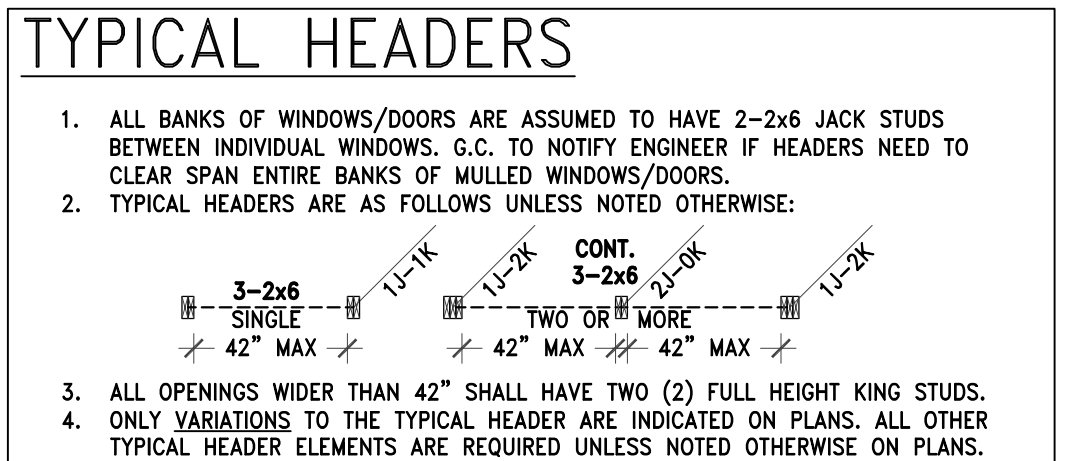 TYPICAL HEADERS
1. ALL BANKS OF WINDOWS/DOORS ARE ASSUMED TO HAVE 2-2x6 JACK STUDS
BETWEEN INDIVIDUAL WINDOWS. G.C. TO NOTIFY ENGINEER IF HEADERS NEED TO
CLEAR SPAN ENTIRE BANKS OF MULLED WINDOWS/DOORS.
2. TYPICAL HEADERS ARE AS FOLLOWS UNLESS NOTED OTHERWISE:
3-2x6
SINGLE
42" MAX
1J-1K
1J-2K
CONT.
3-2x6
2J-0K
1J-2K
TWO OR MORE
42" MAX 42" MAX
3. ALL OPENINGS WIDER THAN 42" SHALL HAVE TWO (2) FULL HEIGHT KING STUDS.
4. ONLY VARIATIONS TO THE TYPICAL HEADER ARE INDICATED ON PLANS. ALL OTHER
TYPICAL HEADER ELEMENTS ARE REQUIRED UNLESS NOTED OTHERWISE ON PLANS.